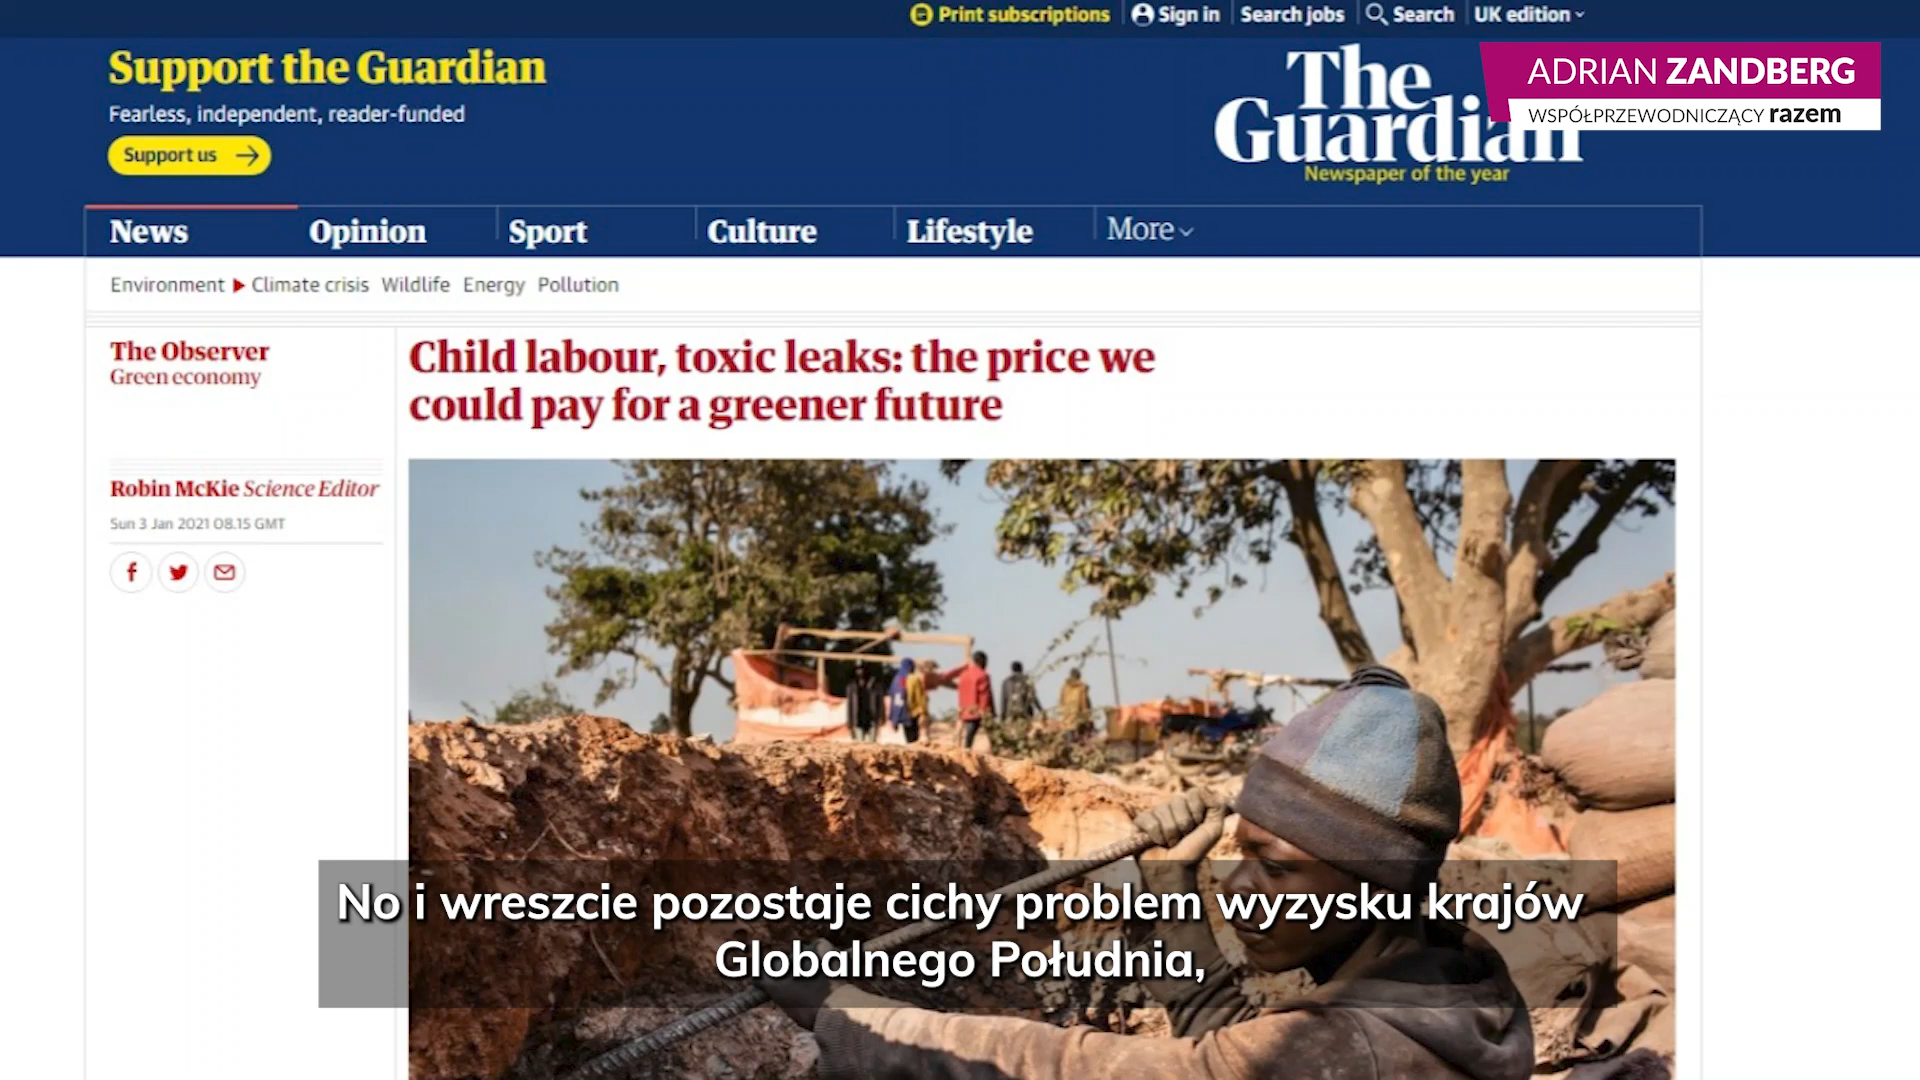 Print subscriptions
Sign in
Search jobs
Search
UK edition
Support the Guardian
Fearless, independent, reader-funded
Support us
The
Guardian
Newspaper of the year
ADRIAN ZANDBERG
WSPÓŁPRZEWODNICZĄCY razem
News
Opinion
Sport
Culture
Lifestyle
More
Environment
Climate crisis
Wildlife
Energy
Pollution
The Observer
Green economy
Child labour, toxic leaks: the price we
could pay for a greener future
Robin McKie Science Editor
Sun 3 Jan 2021 08.15 GMT
No i wreszcie pozostaje cichy problem wyzysku krajów
Globalnego Południa,